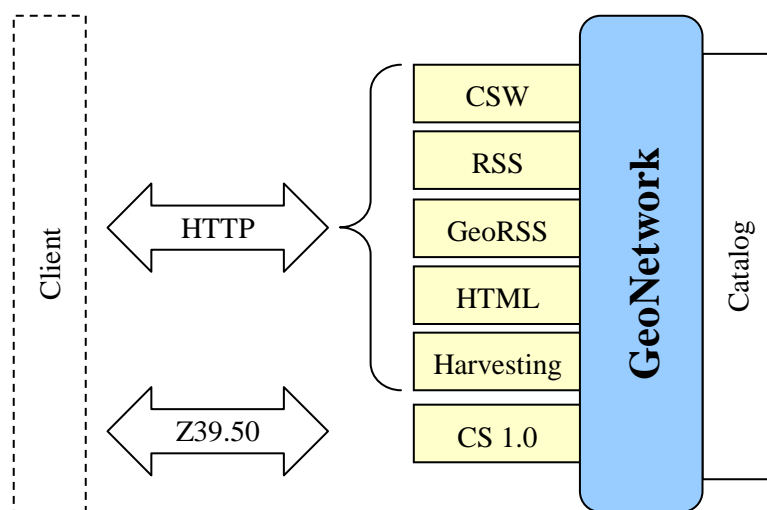 Client
HTTP
Z39.50
CSW
RSS
GeoRSS
HTML
Harvesting
CS 1.0
GeoNetwork
Catalog